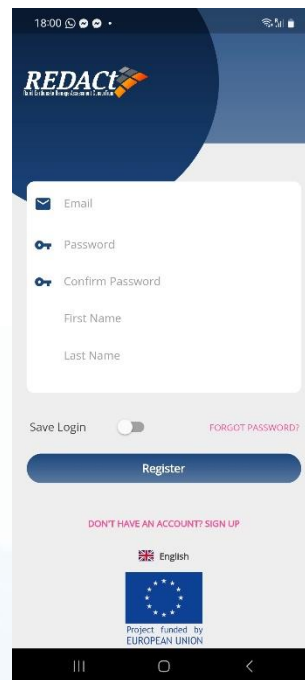 18:00
REDACt
Email
Password
Confirm Password
First Name
Last Name
Save Login
FORGOT PASSWORD?
Register
DON'T HAVE AN ACCOUNT? SIGN UP
English
Project funded by
EUROPEAN UNION